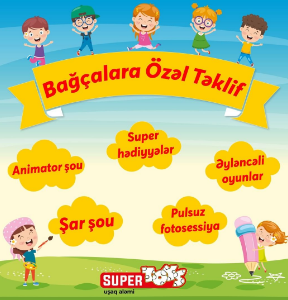 Bağçalara Özəl Təklif
Super
hədiyyələr
Animator şou
Əyləncəli
oyunlar
Şar şou
Pulsuz
fotosessiya
SUPER TOYS
uşaq aləmi